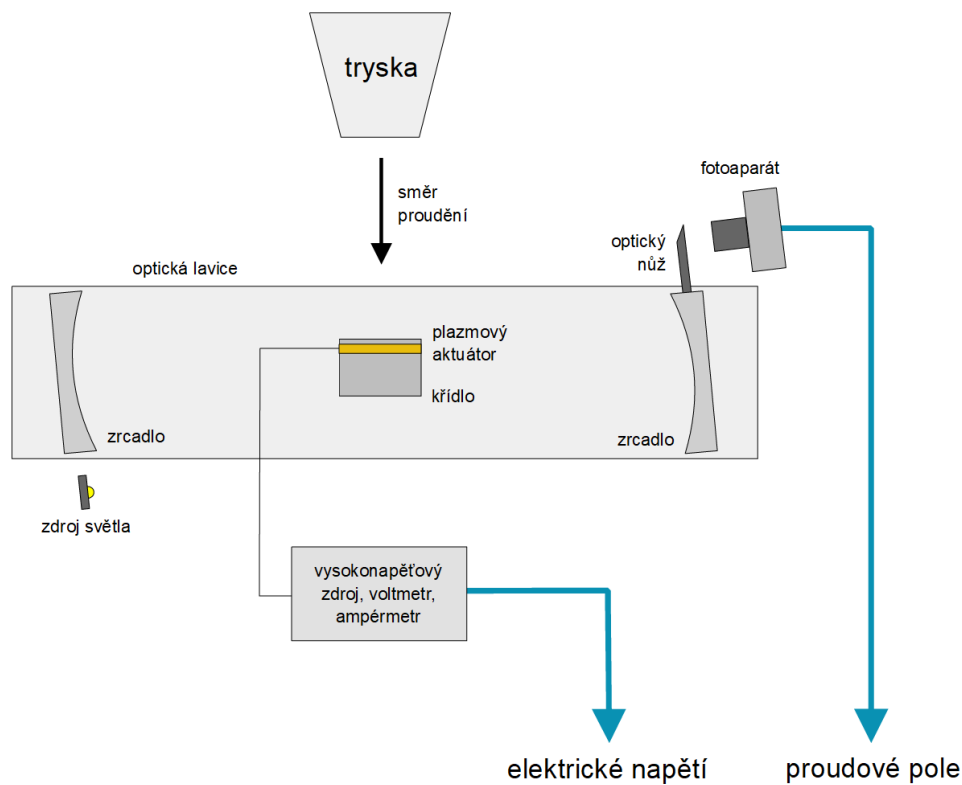 tryska
směr
proudění
fotoaparát
optický
nůž
optická lavice
plazmový
aktuátor
křídlo
zrcadlo
zrcadlo
zdroj světla
vysokonapěťový
zdroj, voltmetr,
ampérmetr
elektrické napětí
proudové pole